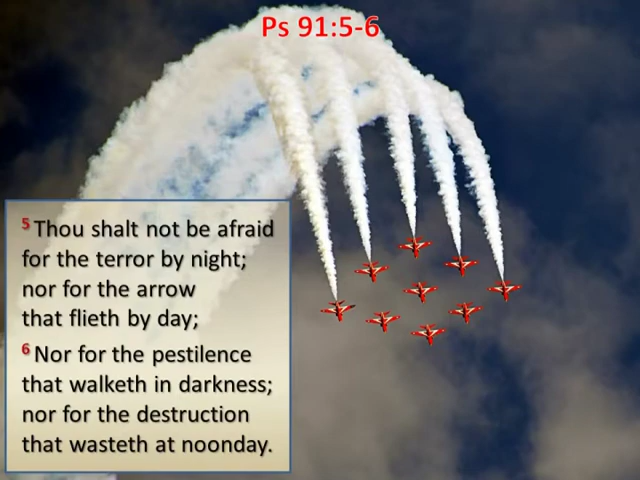 Ps 91:5-6
5 Thou shalt not be afraid
for the terror by night;
nor for the arrow
that flieth by day;
6 Nor for the pestilence
that walketh in darkness;
nor for the destruction
that wasteth at noonday.